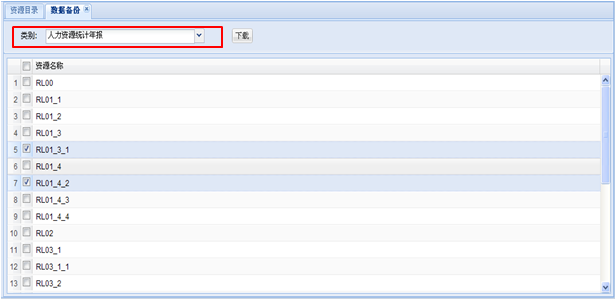 资源目录 数据备份
类别: 人力资源统计年报 下载
资源名称
1 RL00
2 RL01_1
3 RL01_2
4 RL01_3
5 RL01_3_1
6 RL01_4
7 RL01_4_2
8 RL01_4_3
9 RL01_4_4
10 RL02
11 RL03_1
12 RL03_1_1
13 RL03_2